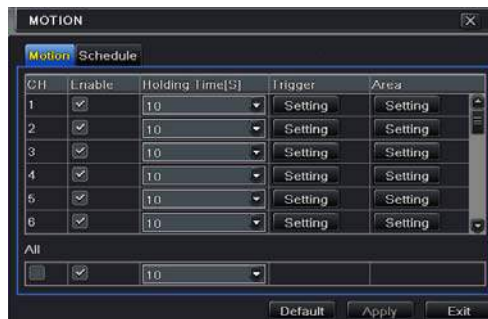 MOTION
Motion Schedule
CH Enable Holding Time[S] Trigger Area
1 10 Setting Setting
2 10 Setting Setting
3 10 Setting Setting
4 10 Setting Setting
5 10 Setting Setting
6 10 Setting Setting
All
10
Default Apply Exit